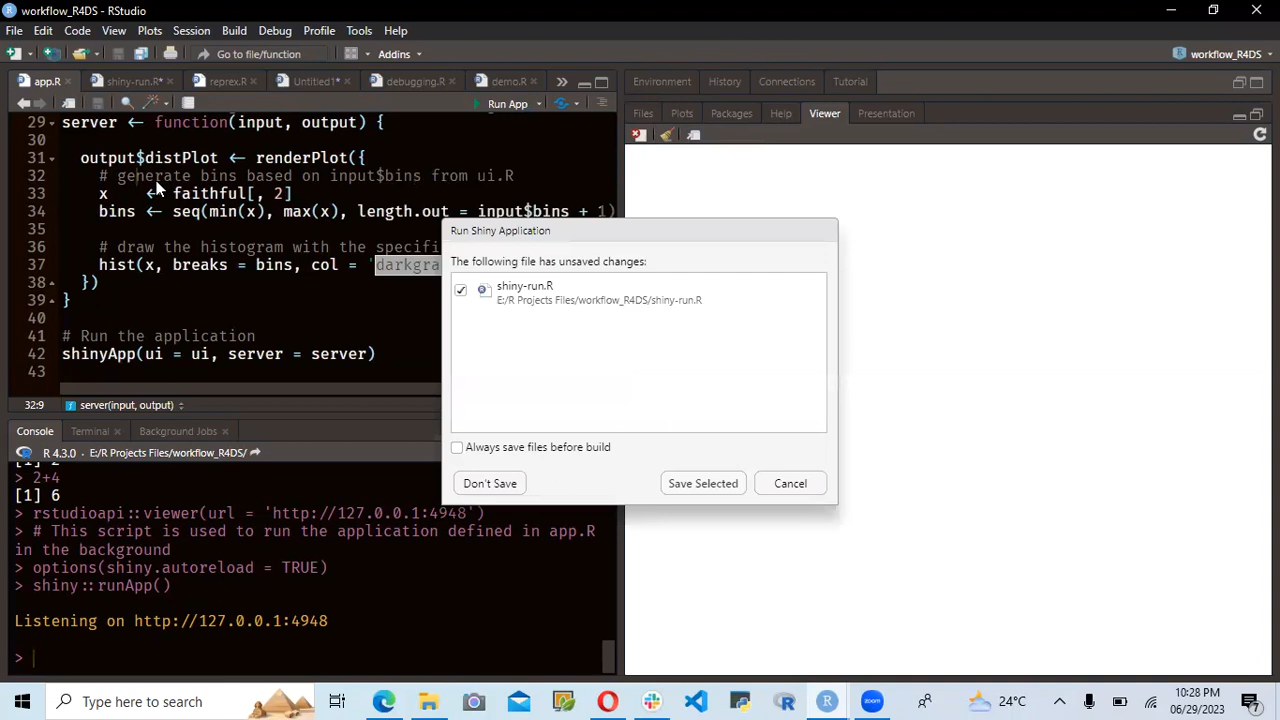 workflow_R4DS - RStudio
File Edit Code View Plots Session Build Debug Profile Tools Help
Go to file/function Addins workflow_R4DS
app.R shiny-run.R* reprex.R Untitled1* debugging.R demo.R
Environment History Connections Tutorial
Run App
Files Plots Packages Help Viewer Presentation
29 server ← function(input, output) {
30
31 output$distPlot ← renderPlot({
32 # generate bins based on input$bins from ui.R
33 x ← faithful[, 2]
34 bins ← seq(min(x), max(x), length.out = input$bins + 1)
35
36 # draw the histogram with the specifi
37 hist(x, breaks = bins, col = 'darkgra
38 })
39 }
40
41 # Run the application
42 shinyApp(ui = ui, server = server)
43
32:9 server(input, output)
Run Shiny Application
The following file has unsaved changes:
shiny-run.R
E:/R Projects Files/workflow_R4DS/shiny-run.R
Always save files before build
Don't Save Save Selected Cancel
Console Terminal Background Jobs
R 4.3.0 · E:/R Projects Files/workflow_R4DS/
[1] 2
> 2+4
[1] 6
> rstudioapi::viewer(url = 'http://127.0.0.1:4948')
> # This script is used to run the application defined in app.R
in the background
> options(shiny.autoreload = TRUE)
> shiny::runApp()
Listening on http://127.0.0.1:4948
>
Type here to search
zoom
24°C
10:28 PM
06/29/2023
7